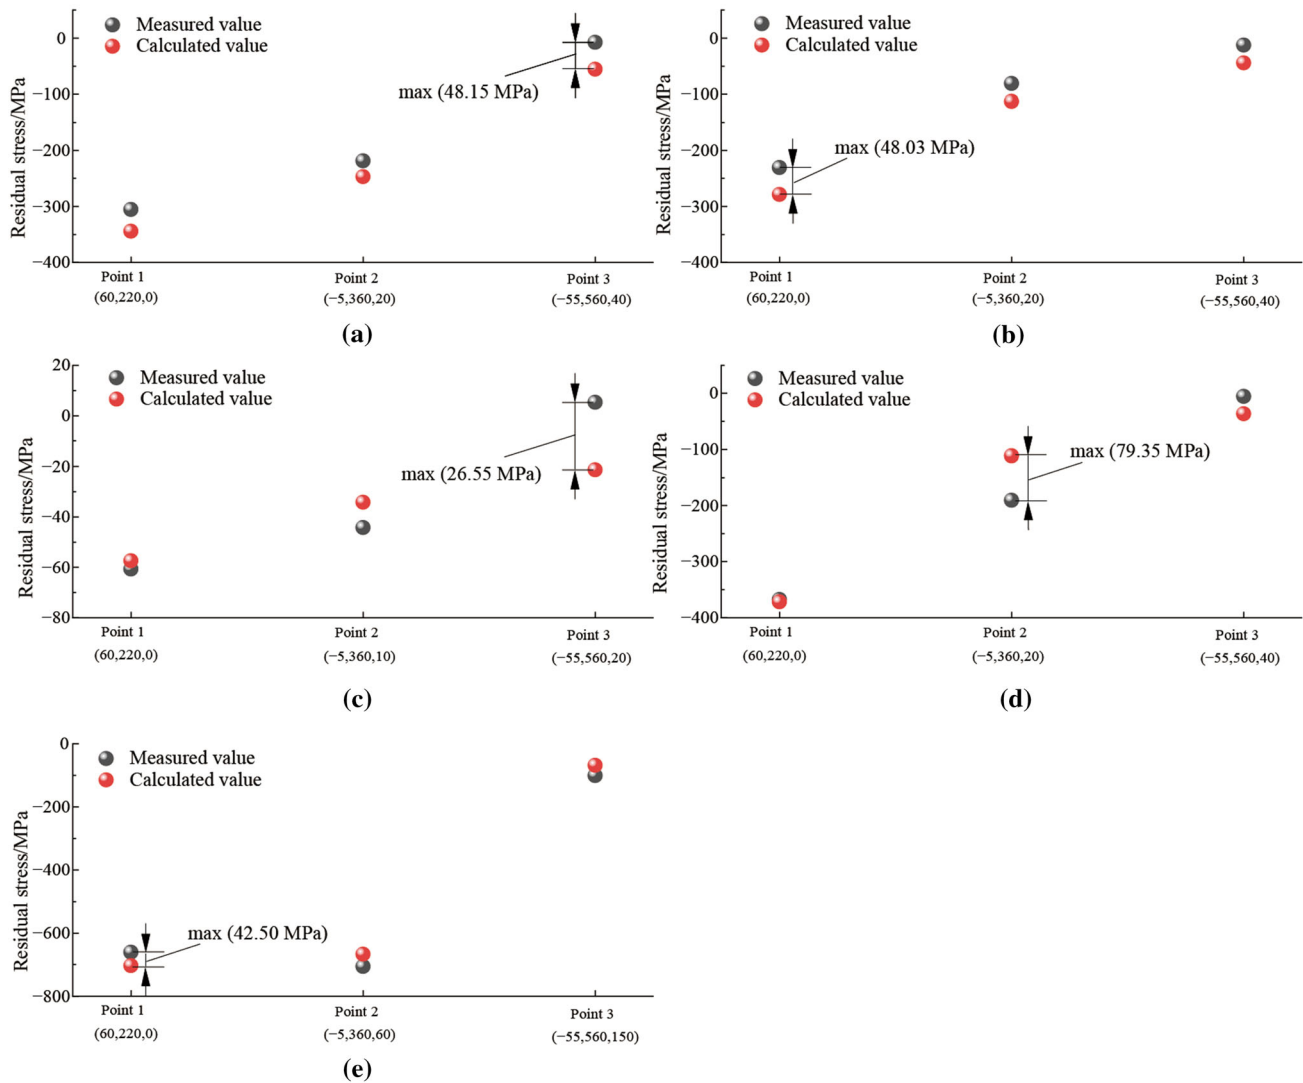 Measured value
Calculated value
0
−100
−200
−300
−400
Residual stress/MPa
max (48.15 MPa)
Point 1
(60,220,0)
Point 2
(−5,360,20)
Point 3
(−55,560,40)
(a)
Measured value
Calculated value
0
−100
−200
−300
−400
Residual stress/MPa
max (48.03 MPa)
Point 1
(60,220,0)
Point 2
(−5,360,20)
Point 3
(−55,560,40)
(b)
Measured value
Calculated value
20
0
−20
−40
−60
−80
Residual stress/MPa
max (26.55 MPa)
Point 1
(60,220,0)
Point 2
(−5,360,10)
Point 3
(−55,560,20)
(c)
Measured value
Calculated value
0
−100
−200
−300
−400
Residual stress/MPa
max (79.35 MPa)
Point 1
(60,220,0)
Point 2
(−5,360,20)
Point 3
(−55,560,40)
(d)
Measured value
Calculated value
0
−200
−400
−600
−800
Residual stress/MPa
max (42.50 MPa)
Point 1
(60,220,0)
Point 2
(−5,360,60)
Point 3
(−55,560,150)
(e)